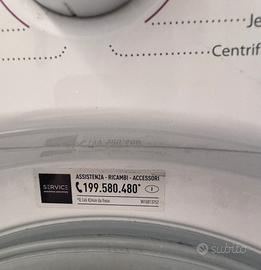 Je
Centrif
SERVICE
ASSISTENZA - RICAMBI - ACCESSORI
199.580.480*
subito